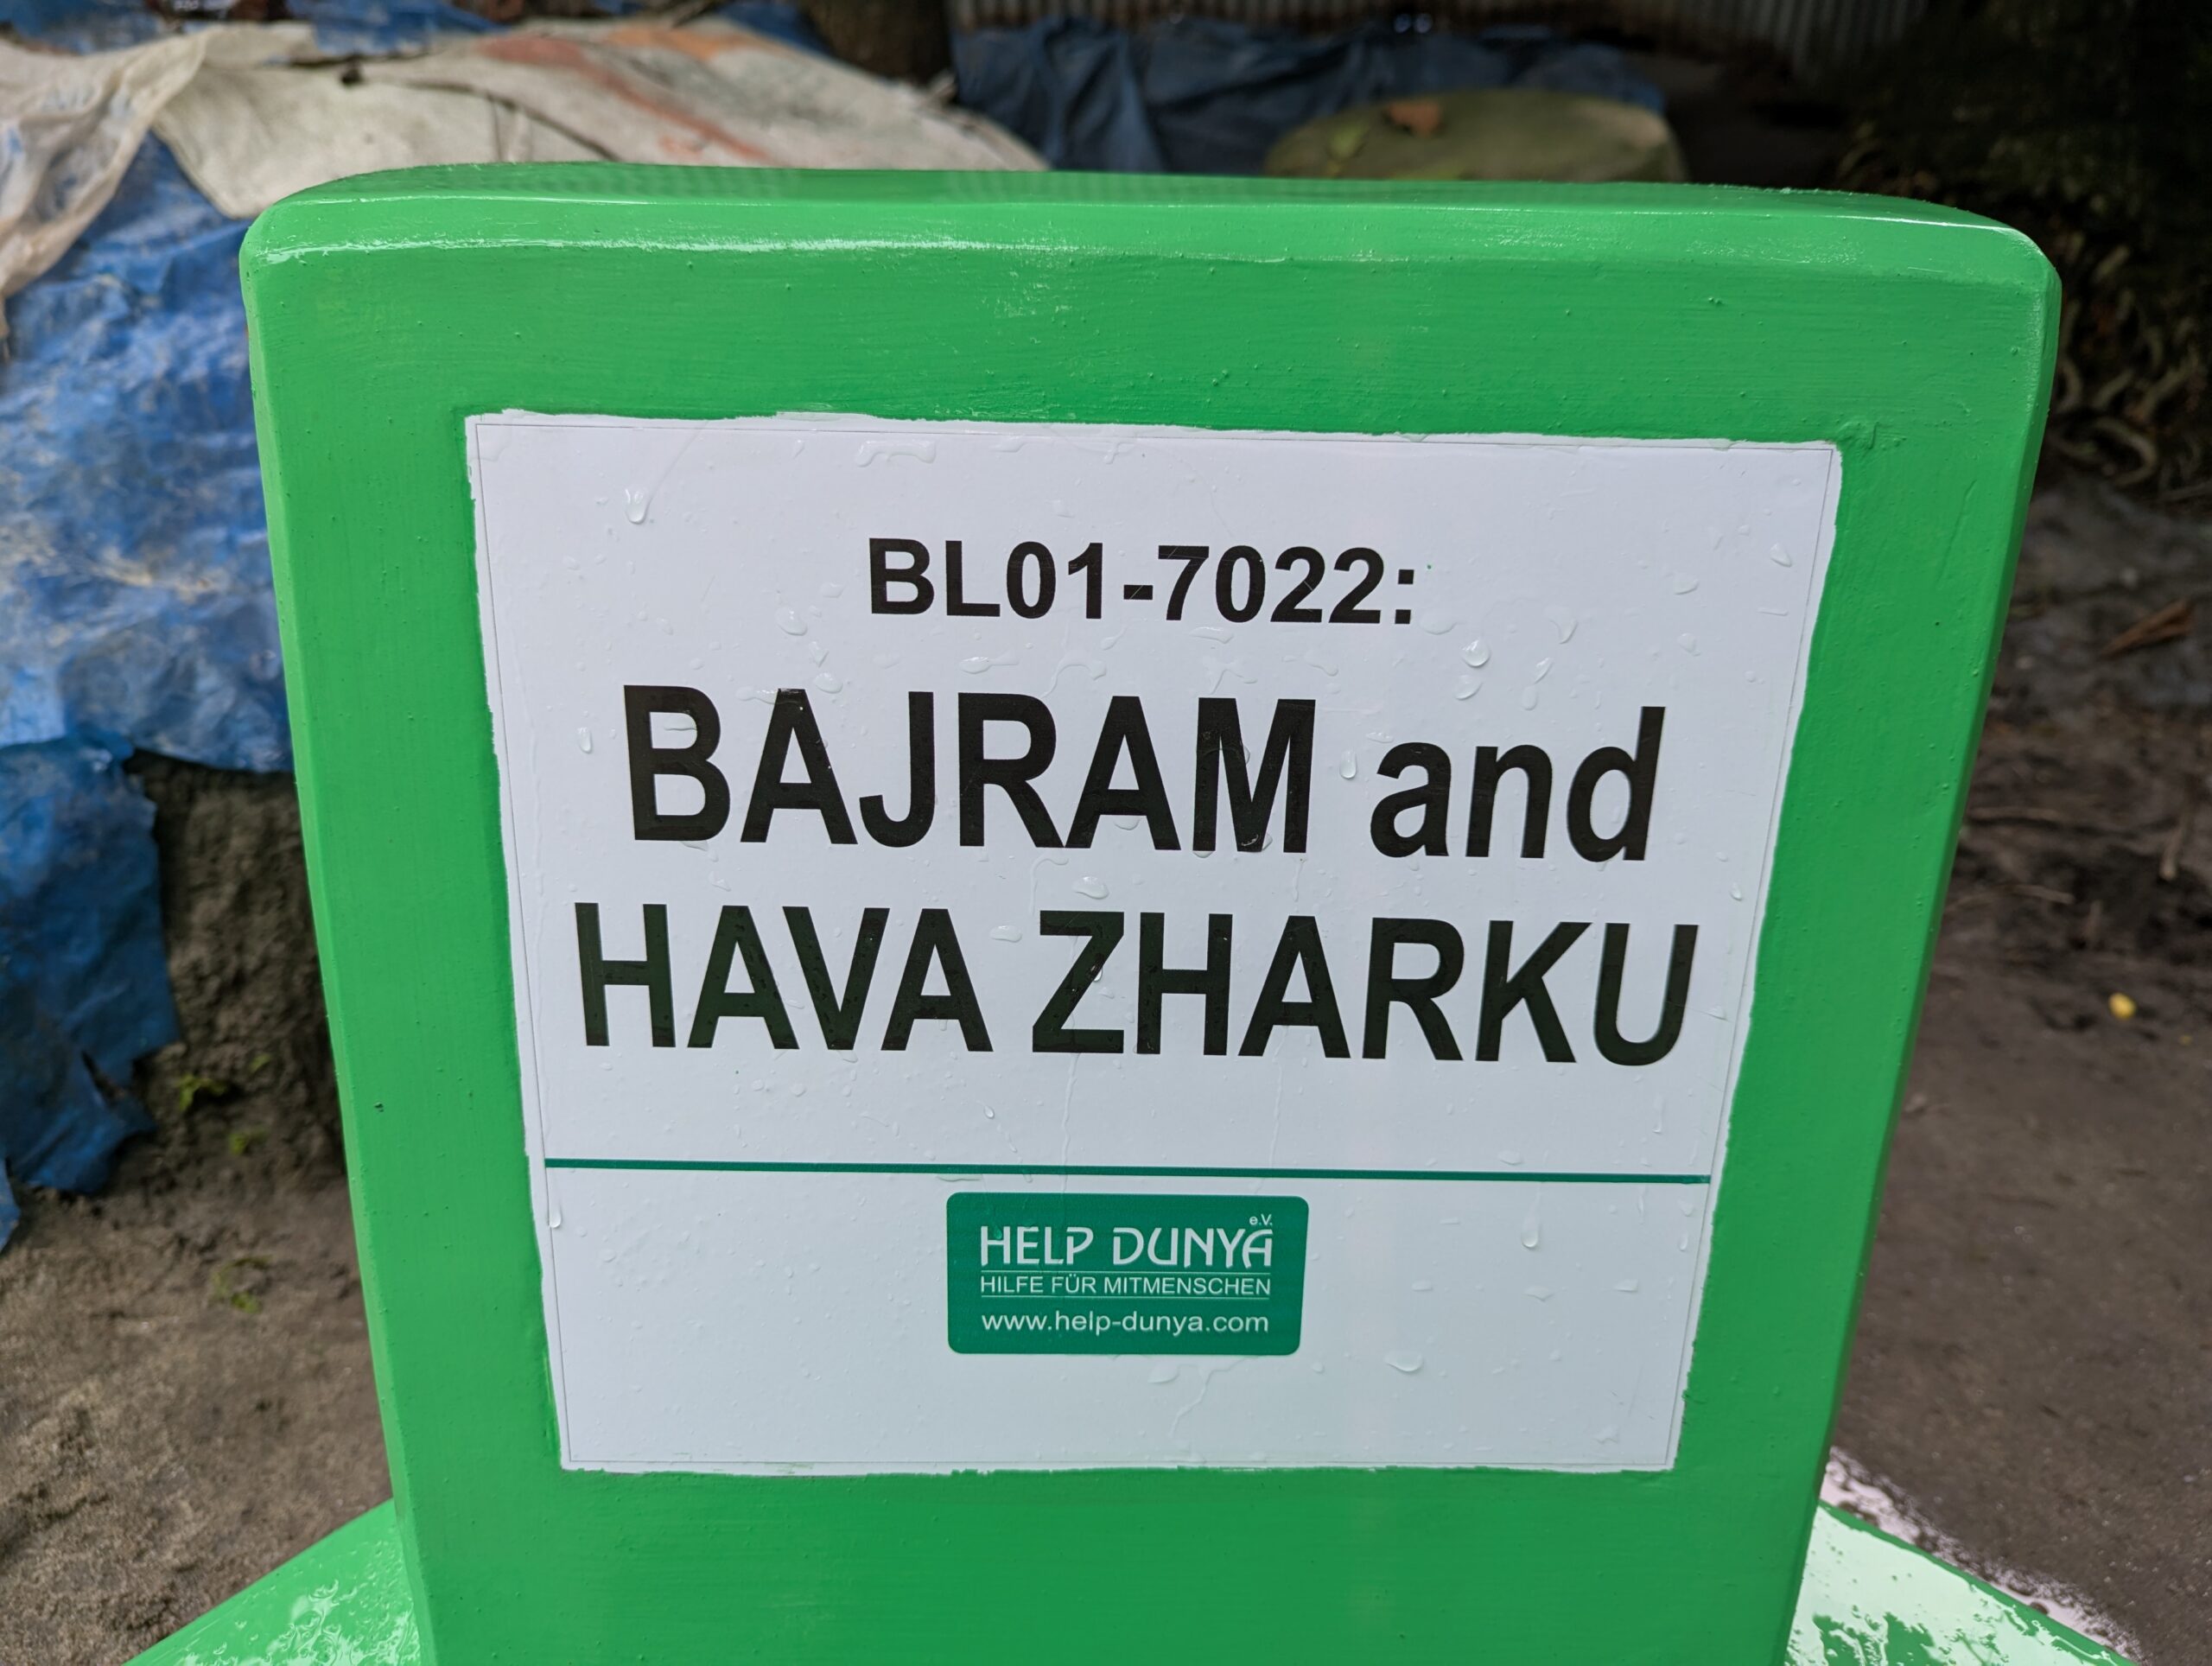 BL01-7022:
BAJRAM and
HAVA ZHARKU
HELP DUNYA e.V.
HILFE FÜR MITMENSCHEN
www.help-dunya.com